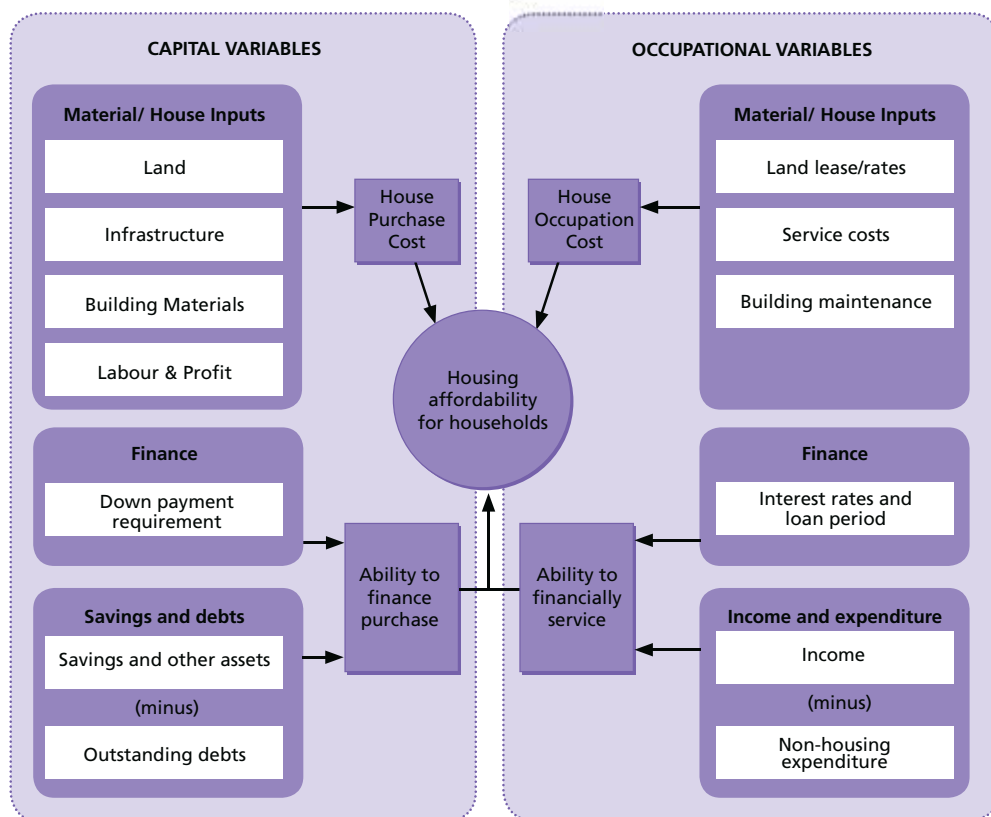 CAPITAL VARIABLES
Material/ House Inputs
Land
Infrastructure
Building Materials
Labour & Profit
Finance
Down payment
requirement
Savings and debts
Savings and other assets
(minus)
Outstanding debts
House
Purchase
Cost
Ability to
finance
purchase
Housing
affordability
for households
OCCUPATIONAL VARIABLES
House
Occupation
Cost
Ability to
financially
service
Material/ House Inputs
Land lease/rates
Service costs
Building maintenance
Finance
Interest rates and
loan period
Income and expenditure
Income
(minus)
Non-housing
expenditure